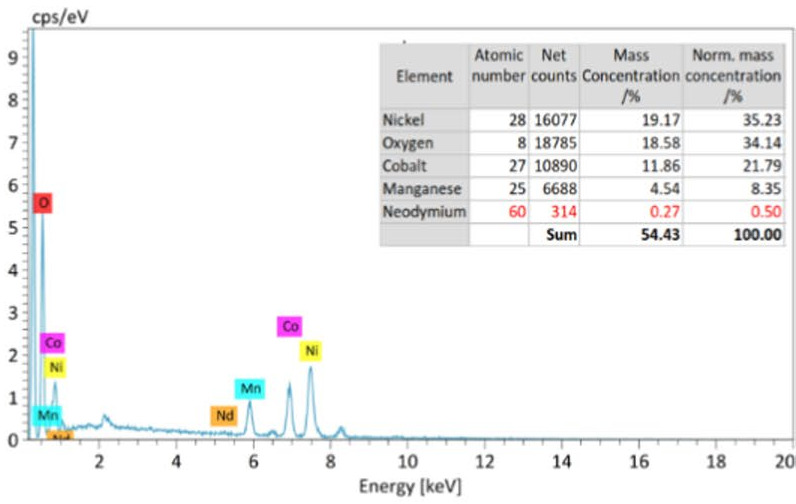 cps/eV
Element Atomic number Net counts Mass Concentration /% Norm. mass concentration /%
Nickel 28 16077 19.17 35.23
Oxygen 8 18785 18.58 34.14
Cobalt 27 10890 11.86 21.79
Manganese 25 6688 4.54 8.35
Neodymium 60 314 0.27 0.50
Sum 54.43 100.00
9
8
7
6
5
4
3
2
1
0
O
Co
Ni
Mn
Nd
Nd
Mn
Co
Ni
2 4 6 8 10 12 14 16 18 20
Energy [keV]